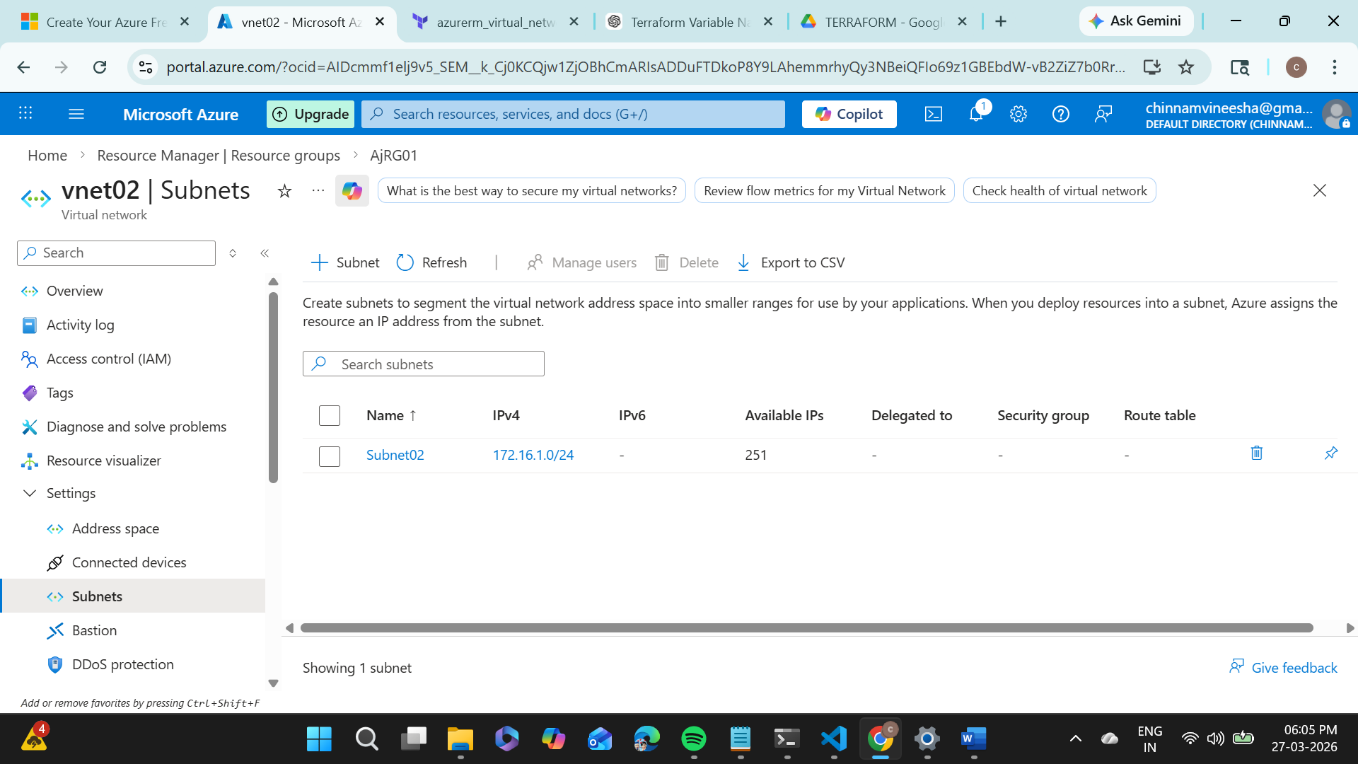 Create Your Azure Fre
vnet02 - Microsoft Az
azurerm_virtual_netw
Terraform Variable Ne
TERRAFORM - Googl
Ask Gemini
portal.azure.com/?ocid=AIDcmmf1elj9v5_SEM__k_Cj0KCQjw1ZjOBhCmARIsADDuFTDkoP8Y9LAhemmrhyQy3NBeiQFIo69z1GBEbdW-vB2ZiZ7b0Rr...
C
Microsoft Azure
Upgrade
Search resources, services, and docs (G+/)
Copilot
1
chinnamvineesha@gma...
DEFAULT DIRECTORY (CHINNAM...
Home > Resource Manager | Resource groups > AjRG01
vnet02 | Subnets
Virtual network
What is the best way to secure my virtual networks?
Review flow metrics for my Virtual Network
Check health of virtual network
Search
Overview
Activity log
Access control (IAM)
Tags
Diagnose and solve problems
Resource visualizer
Settings
Address space
Connected devices
Subnets
Bastion
DDoS protection
Add or remove favorites by pressing Ctrl+Shift+F
Subnet
Refresh
Manage users
Delete
Export to CSV
Create subnets to segment the virtual network address space into smaller ranges for use by your applications. When you deploy resources into a subnet, Azure assigns the
resource an IP address from the subnet.
Search subnets
Name ↑ IPv4 IPv6 Available IPs Delegated to Security group Route table
Subnet02 172.16.1.0/24 - 251 - - -
Showing 1 subnet
Give feedback
4
C
ENG
IN
06:05 PM
27-03-2026